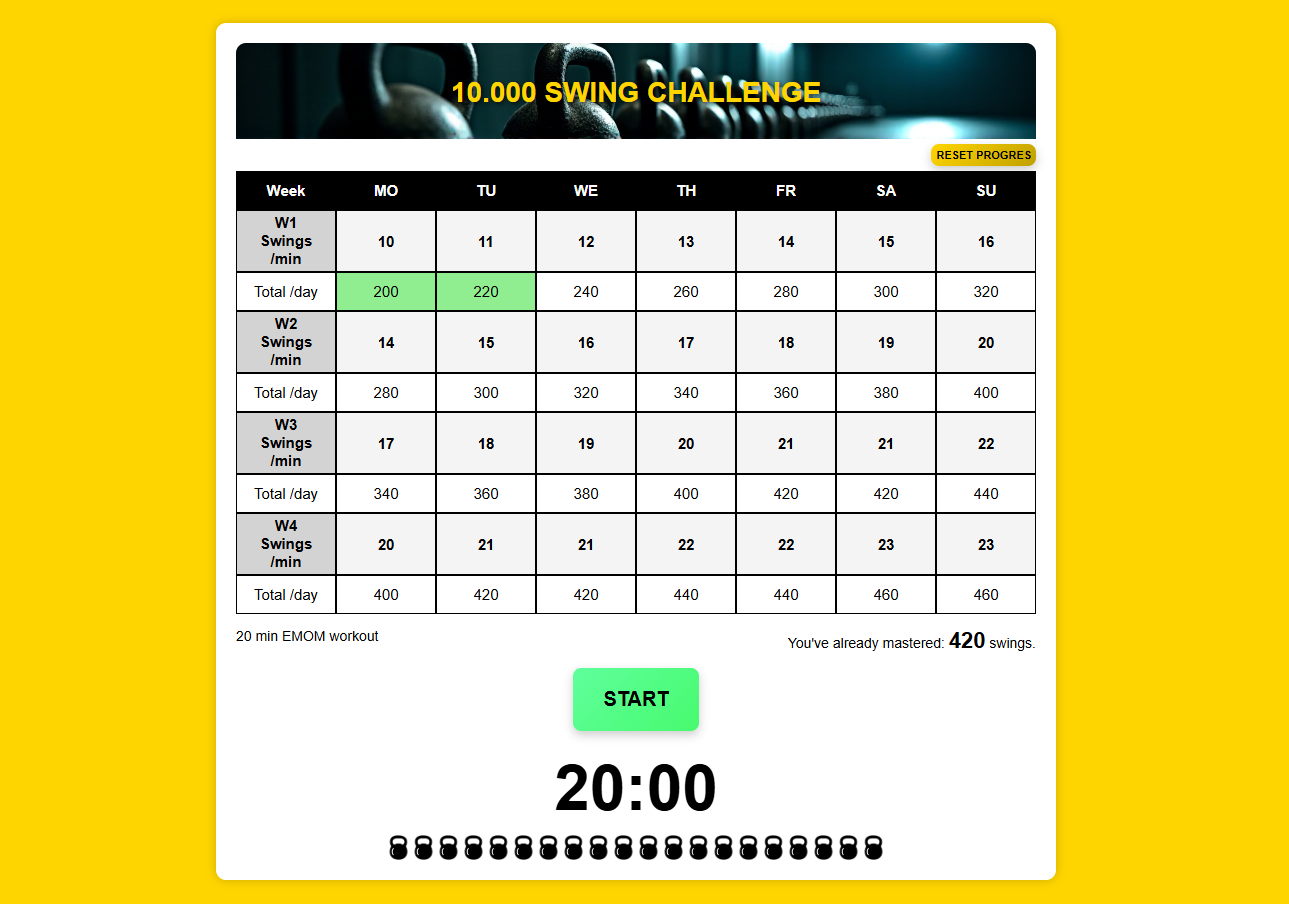 10.000 SWING CHALLENGE
RESET PROGRES
Week MO TU WE TH FR SA SU
W1
Swings
/min
10 11 12 13 14 15 16
Total /day 200 220 240 260 280 300 320
W2
Swings
/min
14 15 16 17 18 19 20
Total /day 280 300 320 340 360 380 400
W3
Swings
/min
17 18 19 20 21 21 22
Total /day 340 360 380 400 420 420 440
W4
Swings
/min
20 21 21 22 22 23 23
Total /day 400 420 420 440 440 460 460
20 min EMOM workout
You've already mastered: 420 swings.
START
20:00